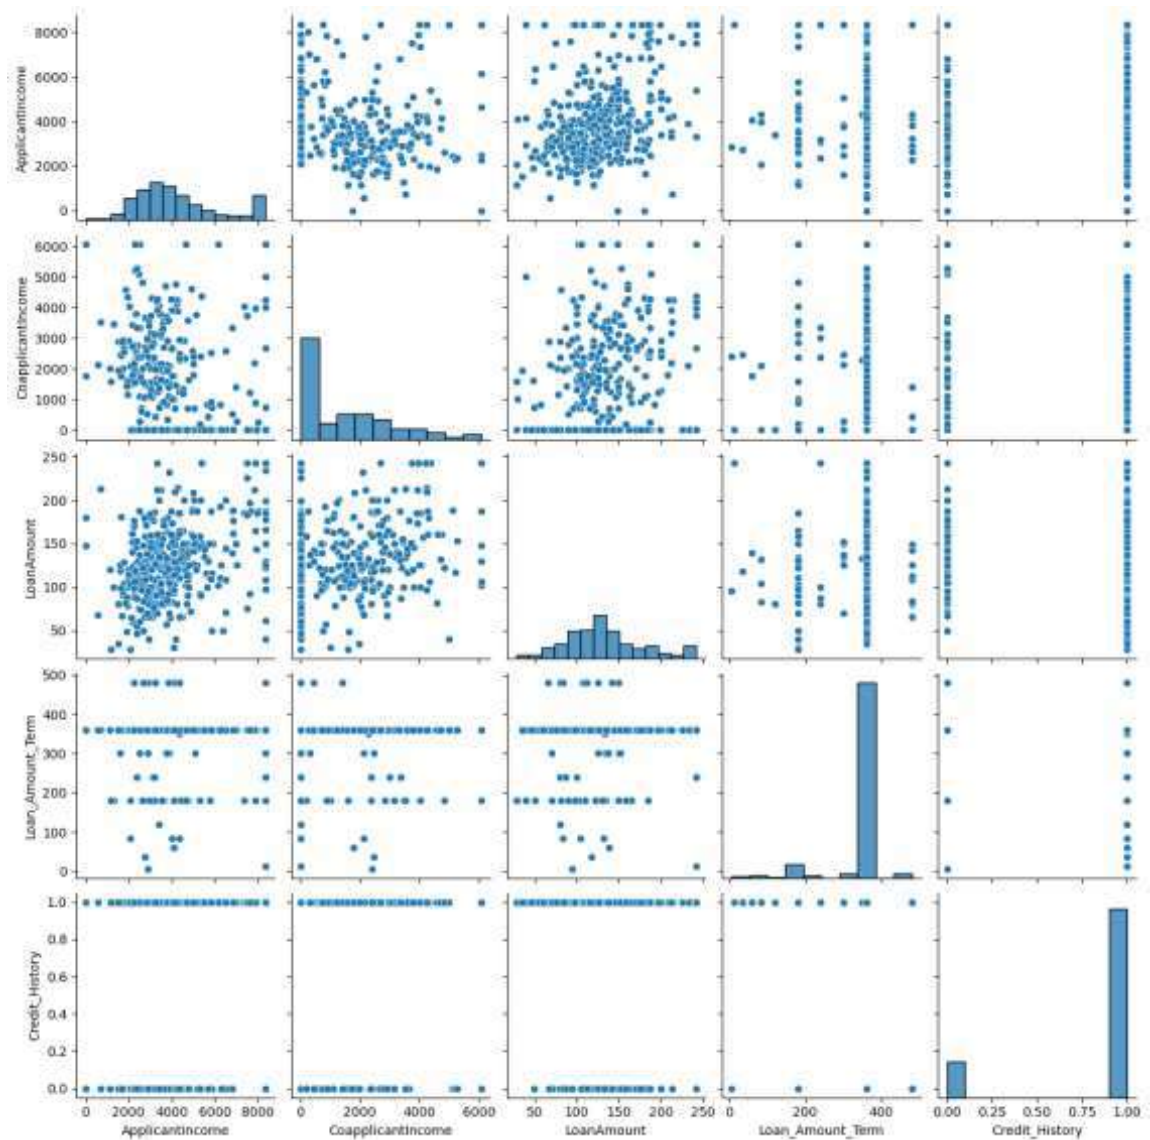 8000
6000
4000
2000
0
ApplicantIncome
6000
5000
4000
3000
2000
1000
0
CoapplicantIncome
250
200
150
100
50
LoanAmount
500
400
300
200
100
0
Loan_Amount_Term
1.0
0.8
0.6
0.4
0.2
0.0
Credit_History
0 2000 4000 6000 8000
0 2000 4000 6000
50 100 150 200 250
0 200 400
0.00 0.25 0.50 0.75 1.00
ApplicantIncome
CoapplicantIncome
LoanAmount
Loan_Amount_Term
Credit_History